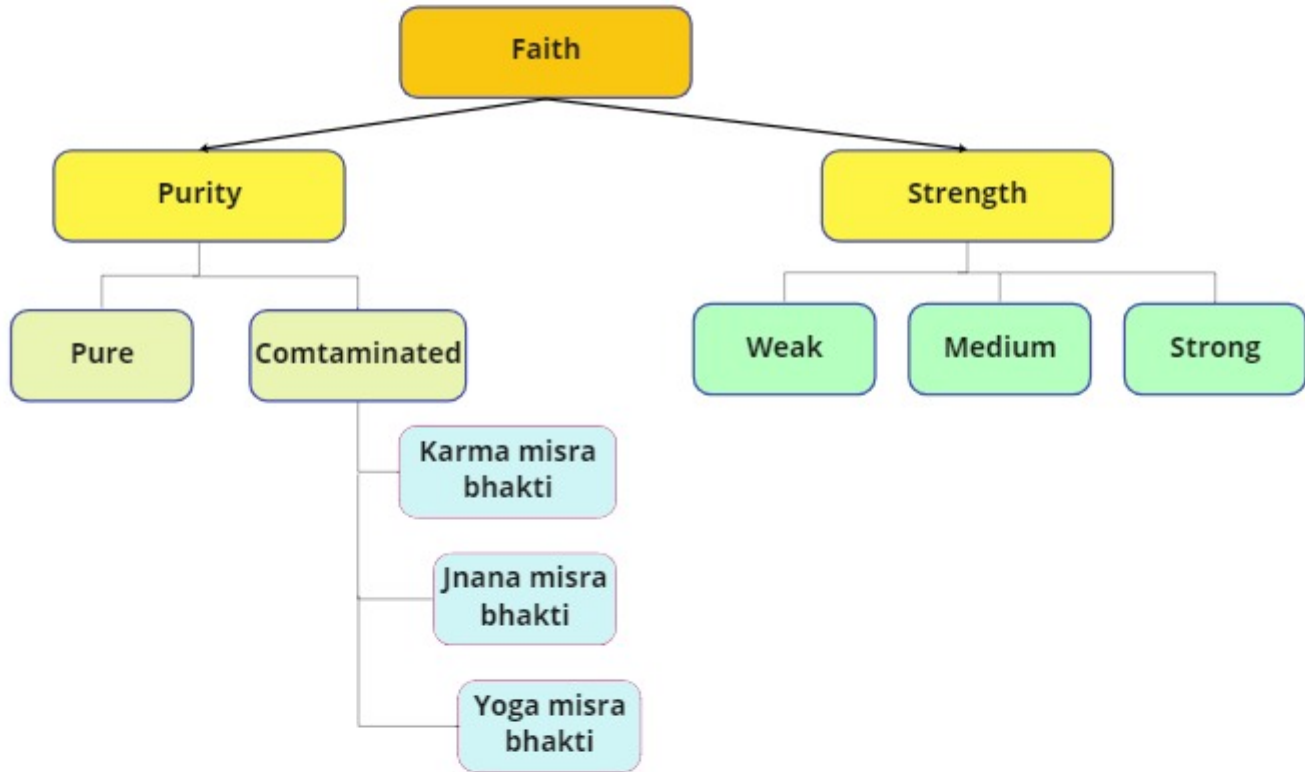 Faith
Purity
Strength
Pure
Comtaminated
Weak
Medium
Strong
Karma misra
bhakti
Jnana misra
bhakti
Yoga misra
bhakti